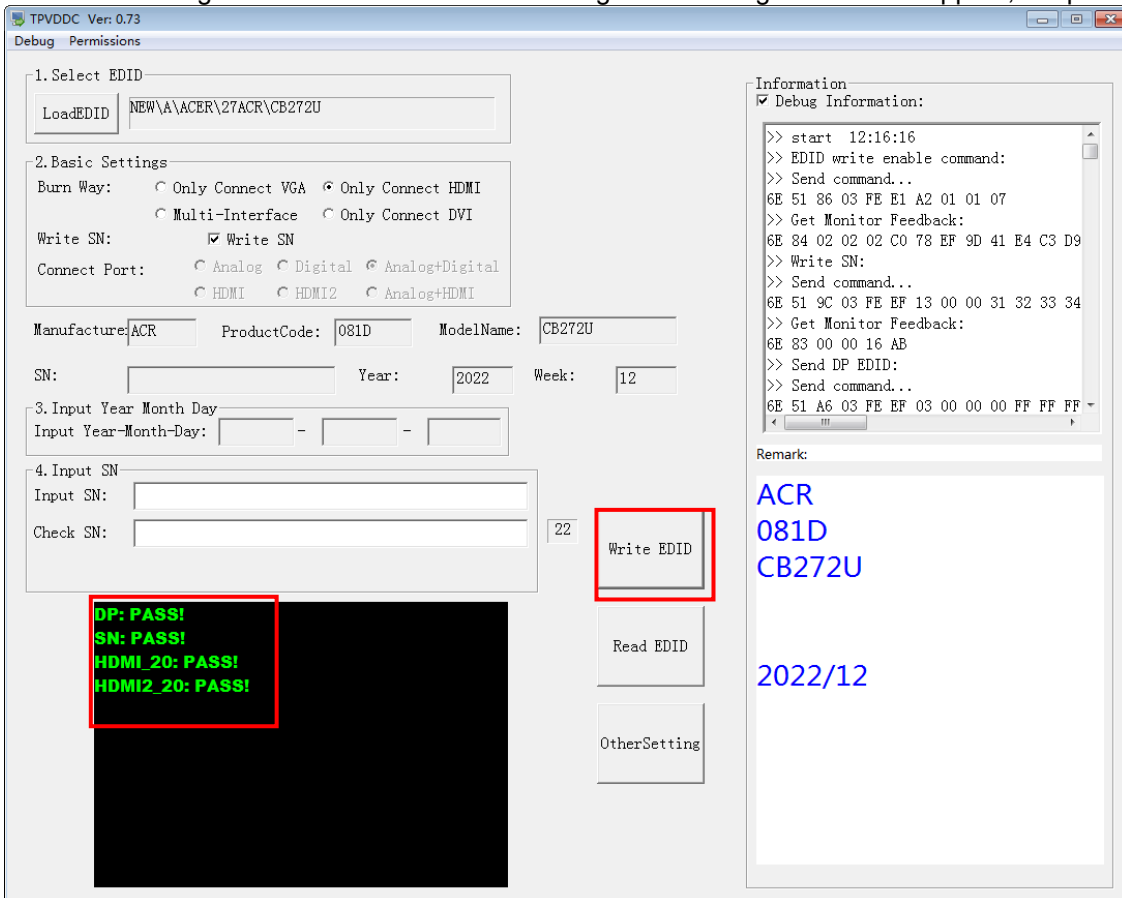 TPVDDC Ver: 0.73
Debug Permissions
1.Select EDID
LoadEDID NEW\A\ACER\27ACR\CB272U
2.Basic Settings
Burn Way: Only Connect VGA Only Connect HDMI
Multi-Interface Only Connect DVI
Write SN: Write SN
Connect Port: Analog Digital Analog+Digital
HDMI HDMI2 Analog+HDMI
Manufacture: ACR ProductCode: 081D ModelName: CB272U
SN: Year: 2022 Week: 12
3.Input Year Month Day
Input Year-Month-Day: - -
4.Input SN
Input SN:
Check SN: 22
Write EDID
DP: PASS!
SN: PASS!
HDMI_20: PASS!
HDMI2_20: PASS!
Read EDID
OtherSetting
Information
Debug Information:
>> start 12:16:16
>> EDID write enable command:
>> Send command...
6E 51 86 03 FE E1 A2 01 01 07
>> Get Monitor Feedback:
6E 84 02 02 02 C0 78 EF 9D 41 E4 C3 D9
>> Write SN:
>> Send command...
6E 51 9C 03 FE EF 13 00 00 31 32 33 34
>> Get Monitor Feedback:
6E 83 00 00 16 AB
>> Send DP EDID:
>> Send command...
6E 51 A6 03 FE EF 03 00 00 00 FF FF FF
Remark:
ACR
081D
CB272U
2022/12